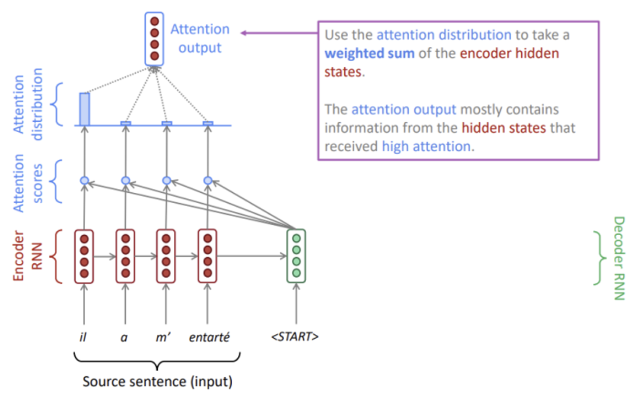 Attention
output
Use the attention distribution to take a
weighted sum of the encoder hidden
states.
The attention output mostly contains
information from the hidden states that
received high attention.
Attention
distribution
Attention
scores
Encoder
RNN
Decoder RNN
il
a
m'
entarté
<START>
Source sentence (input)